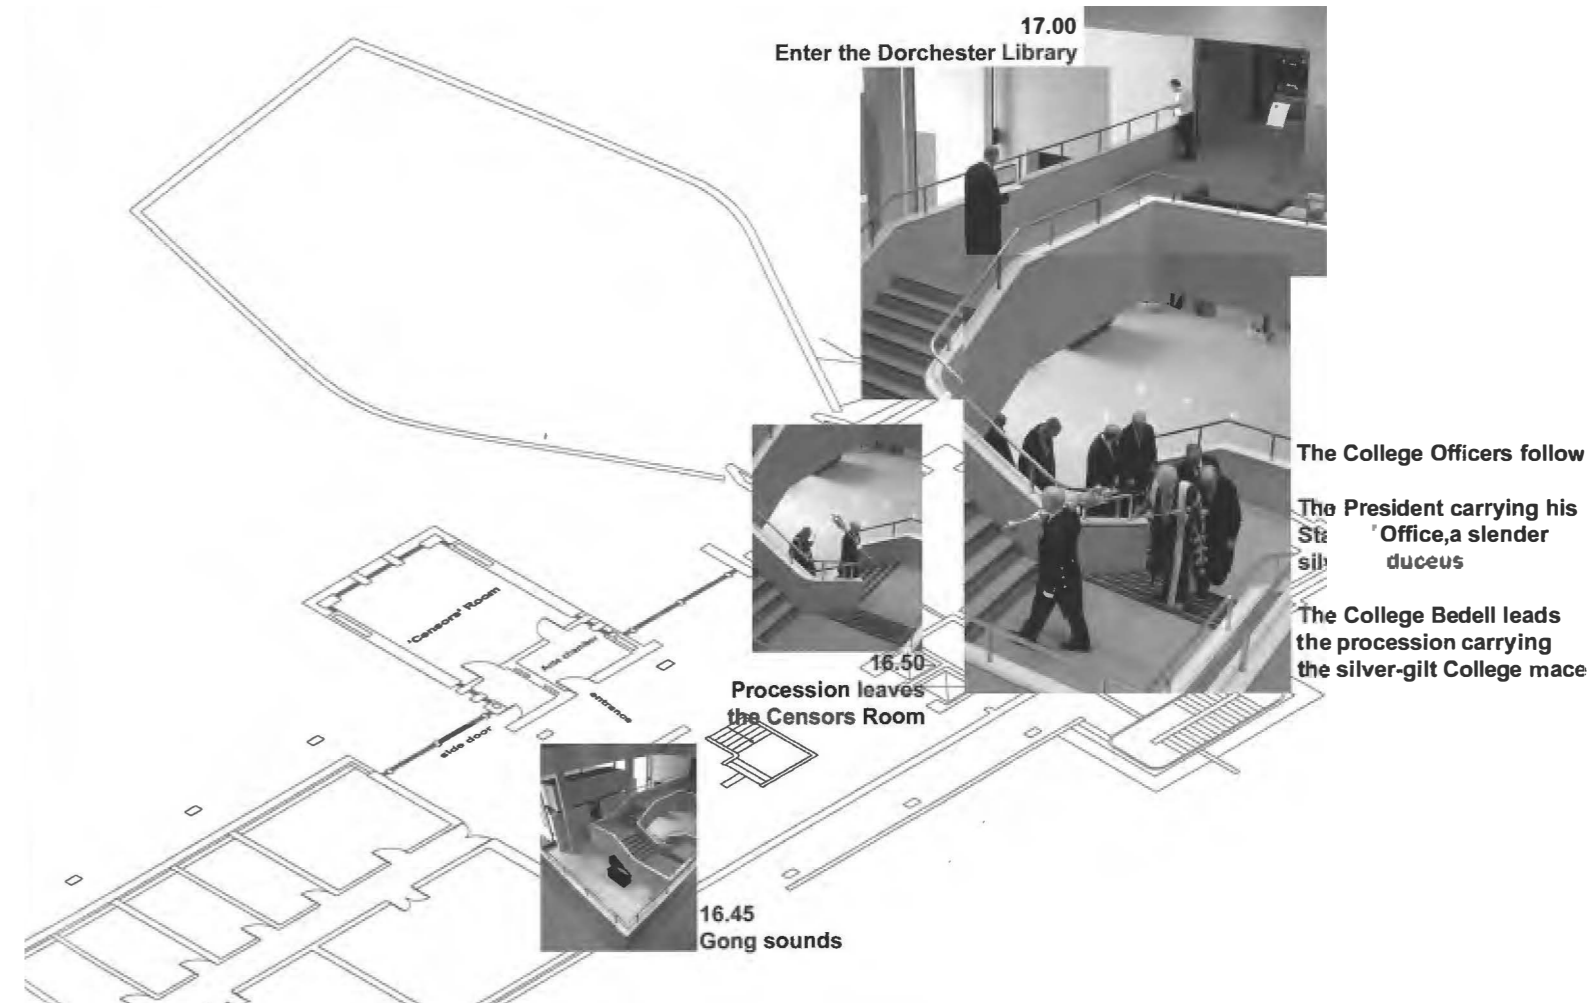 17.00
Enter the Dorchester Library
The College Officers follow
The President carrying his
Office,a slender
duceus
The College Bedell leads
the procession carrying
the silver-gilt College mace
'Censors' Room
Ante chamber
entrance
side door
16.50
Procession leaves
the Censors Room
16.45
Gong sounds